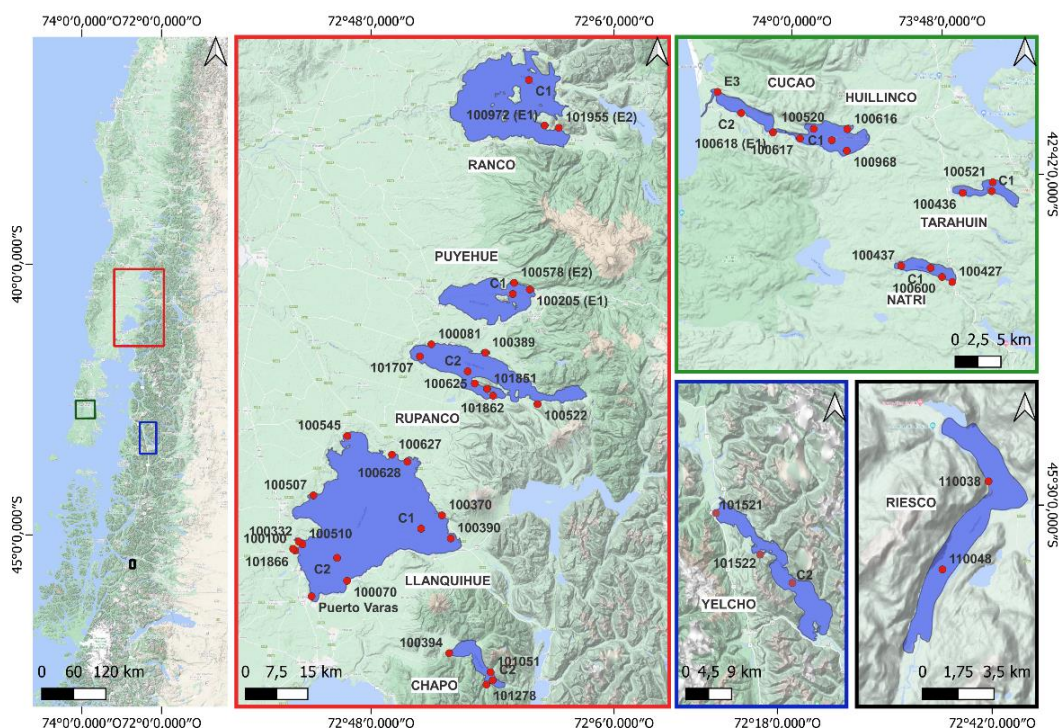 74°0'0,000"O72°0'0,000"O
72°48'0,000"O
72°6'0,000"O
74°0'0,000"O
73°48'0,000"O
40°0'0,000"S
45°0'0,000"S
0 60 120 km
74°0'0,000"O72°0'0,000"O
C1
100972 (E1)
101955 (E2)
RANCO
PUYEHUE
100578 (E2)
C1
100205 (E1)
100081
100389
101707
C2
101851
100625
101862
RUPANCO
100522
100545
100627
100628
100507
100370
C1
100332
100510
100390
100100
101866
C2
LLANQUIHUE
100070
Puerto Varas
100394
101051
C2
CHAPO
101278
0 7,5 15 km
72°48'0,000"O
72°6'0,000"O
E3
CUCAO
HUILLINCO
C2
100520
100616
100618 (E1)
C1
100617
100968
42°42'0,000"S
100521
C1
100436
TARAHUIN
100437
100427
C1
100600
NATRI
0 2,5 5 km
101521
101522
C2
YELCHO
0 4,5 9 km
72°18'0,000"O
110038
RIESCO
110048
45°30'0,000"S
0 1,75 3,5 km
72°42'0,000"O